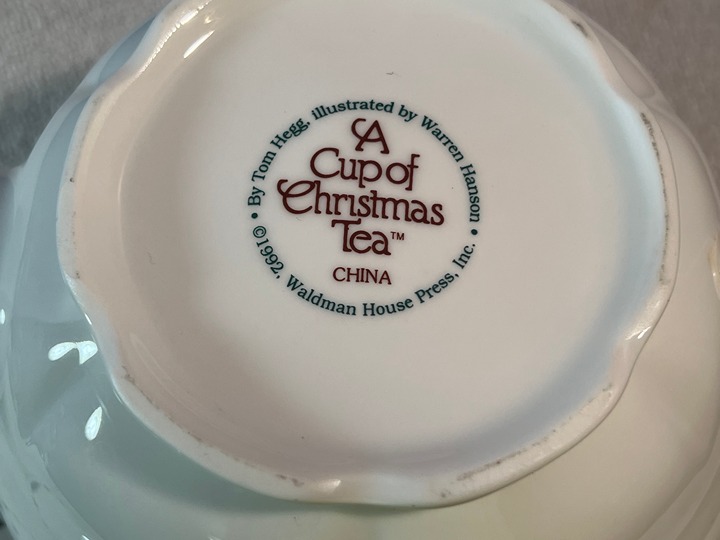 • By Tom Hegg, illustrated by Warren Hanson •
A
Cup of
Christmas
Tea™
CHINA
©1992, Waldman House Press, Inc.